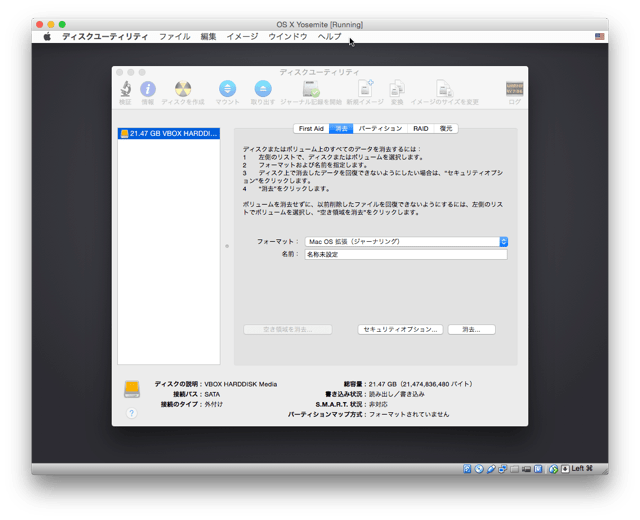 OS X Yosemite [Running]
ディスクユーティリティ ファイル 編集 イメージ ウインドウ ヘルプ
ディスクユーティリティ
検証 情報 ディスクを作成 マウント 取り出す ジャーナル記録を開始 新規イメージ 変換 イメージのサイズを変更 ログ
21.47 GB VBOX HARDDI...
First Aid 消去 パーティション RAID 復元
ディスクまたはボリューム上のすべてのデータを消去するには：
1 左側のリストで、ディスクまたはボリュームを選択します。
2 フォーマットおよび名前を指定します。
3 ディスク上で消去したデータを回復できないようにしたい場合は、“セキュリティオプシ
ョン”をクリックします。
4 “消去”をクリックします。
ボリュームを消去せずに、以前削除したファイルを回復できないようにするには、左側のリス
トでボリュームを選択し、“空き領域を消去”をクリックします。
フォーマット： Mac OS 拡張（ジャーナリング）
名前： 名称未設定
空き領域を消去... セキュリティオプション... 消去...
ディスクの説明：VBOX HARDDISK Media 総容量：21.47 GB（21,474,836,480 バイト）
接続バス：SATA 書き込み状況：読み出し／書き込み
接続のタイプ：外付け S.M.A.R.T. 状況：非対応
?
パーティションマップ方式：フォーマットされていません
Left ⌘